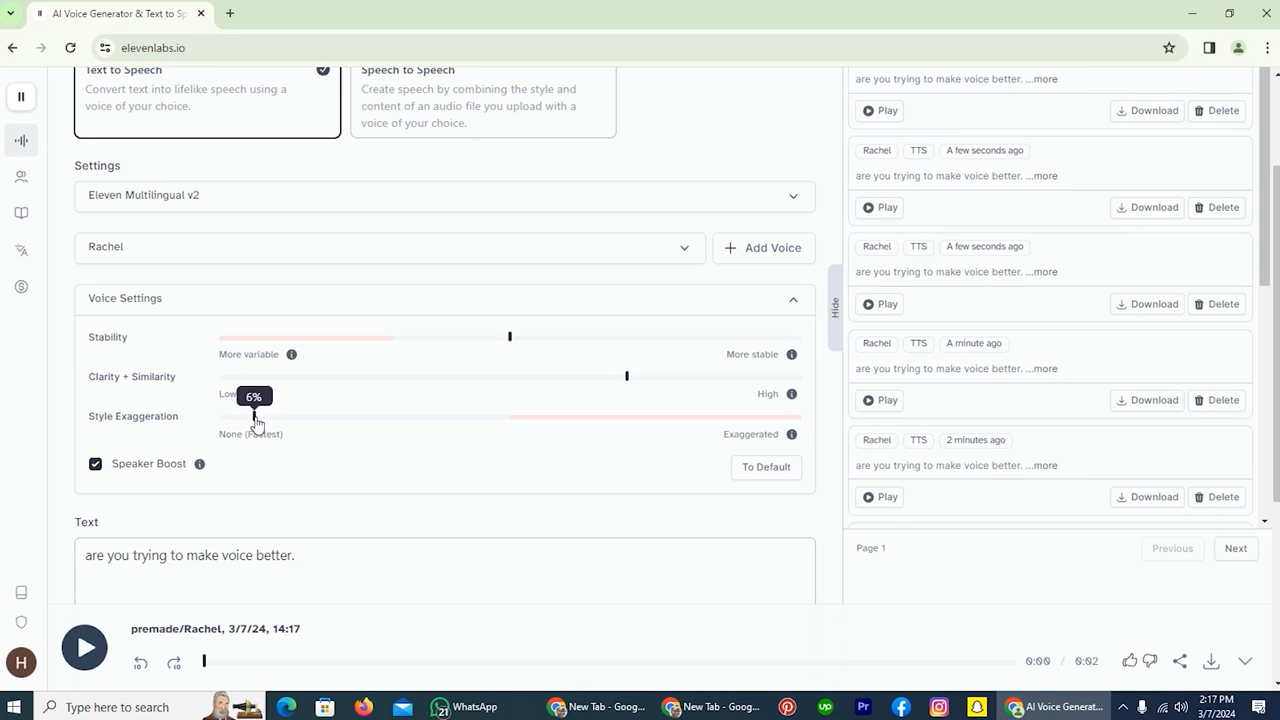 AI Voice Generator & Text to Sp
elevenlabs.io
Text to Speech
Convert text into lifelike speech using a
voice of your choice.
Speech to Speech
Create speech by combining the style and
content of an audio file you upload with a
voice of your choice.
Settings
Eleven Multilingual v2
Rachel
Add Voice
Voice Settings
Stability
More variable
More stable
Clarity + Similarity
Low
High
6%
Style Exaggeration
None (Fastest)
Exaggerated
Speaker Boost
To Default
Text
are you trying to make voice better.
are you trying to make voice better. ...more
Play
Download
Delete
Rachel TTS A few seconds ago
are you trying to make voice better. ...more
Play
Download
Delete
Rachel TTS A few seconds ago
are you trying to make voice better. ...more
Play
Download
Delete
Rachel TTS A minute ago
are you trying to make voice better. ...more
Play
Download
Delete
Rachel TTS 2 minutes ago
are you trying to make voice better. ...more
Play
Download
Delete
Hide
Page 1
Previous
Next
premade/Rachel, 3/7/24, 14:17
10
10
0:00 / 0:02
H
Type here to search
21
WhatsApp
New Tab - Goog...
New Tab - Goog...
up
Pr
AI Voice Generat...
2:17 PM
3/7/2024